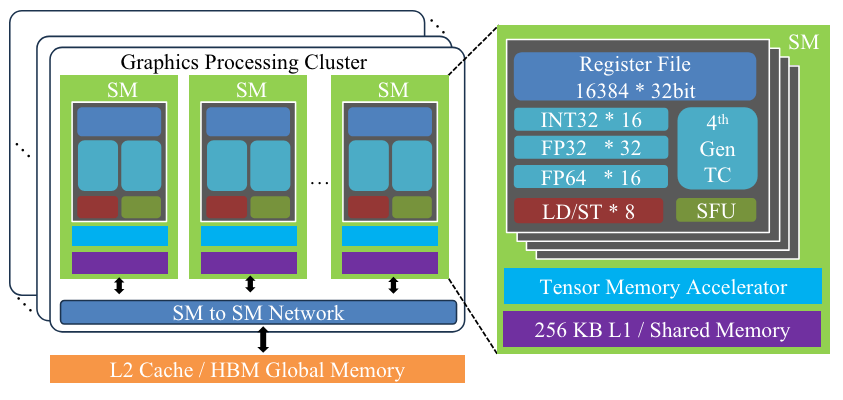 Graphics Processing Cluster
SM
SM
SM
...
SM to SM Network
L2 Cache / HBM Global Memory
SM
Register File
16384 * 32bit
INT32 * 16
FP32 * 32
FP64 * 16
4th
Gen
TC
LD/ST * 8
SFU
Tensor Memory Accelerator
256 KB L1 / Shared Memory